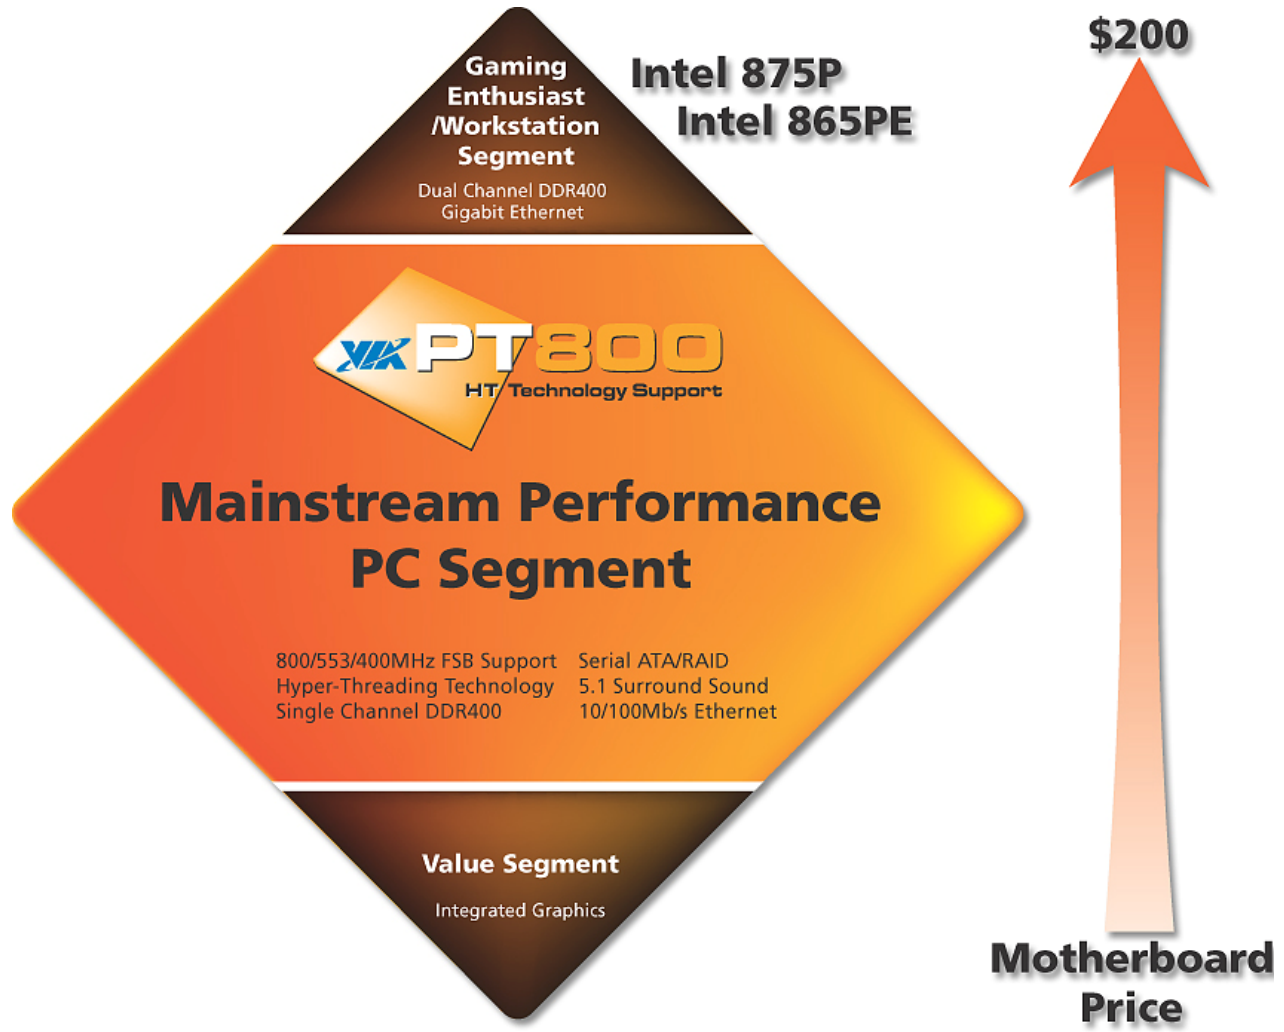 Gaming
Enthusiast
/Workstation
Segment
Dual Channel DDR400
Gigabit Ethernet
Intel 875P
Intel 865PE
$200
VIA PT800
HT Technology Support
Mainstream Performance
PC Segment
800/553/400MHz FSB Support
Hyper-Threading Technology
Single Channel DDR400
Serial ATA/RAID
5.1 Surround Sound
10/100Mb/s Ethernet
Value Segment
Integrated Graphics
Motherboard
Price